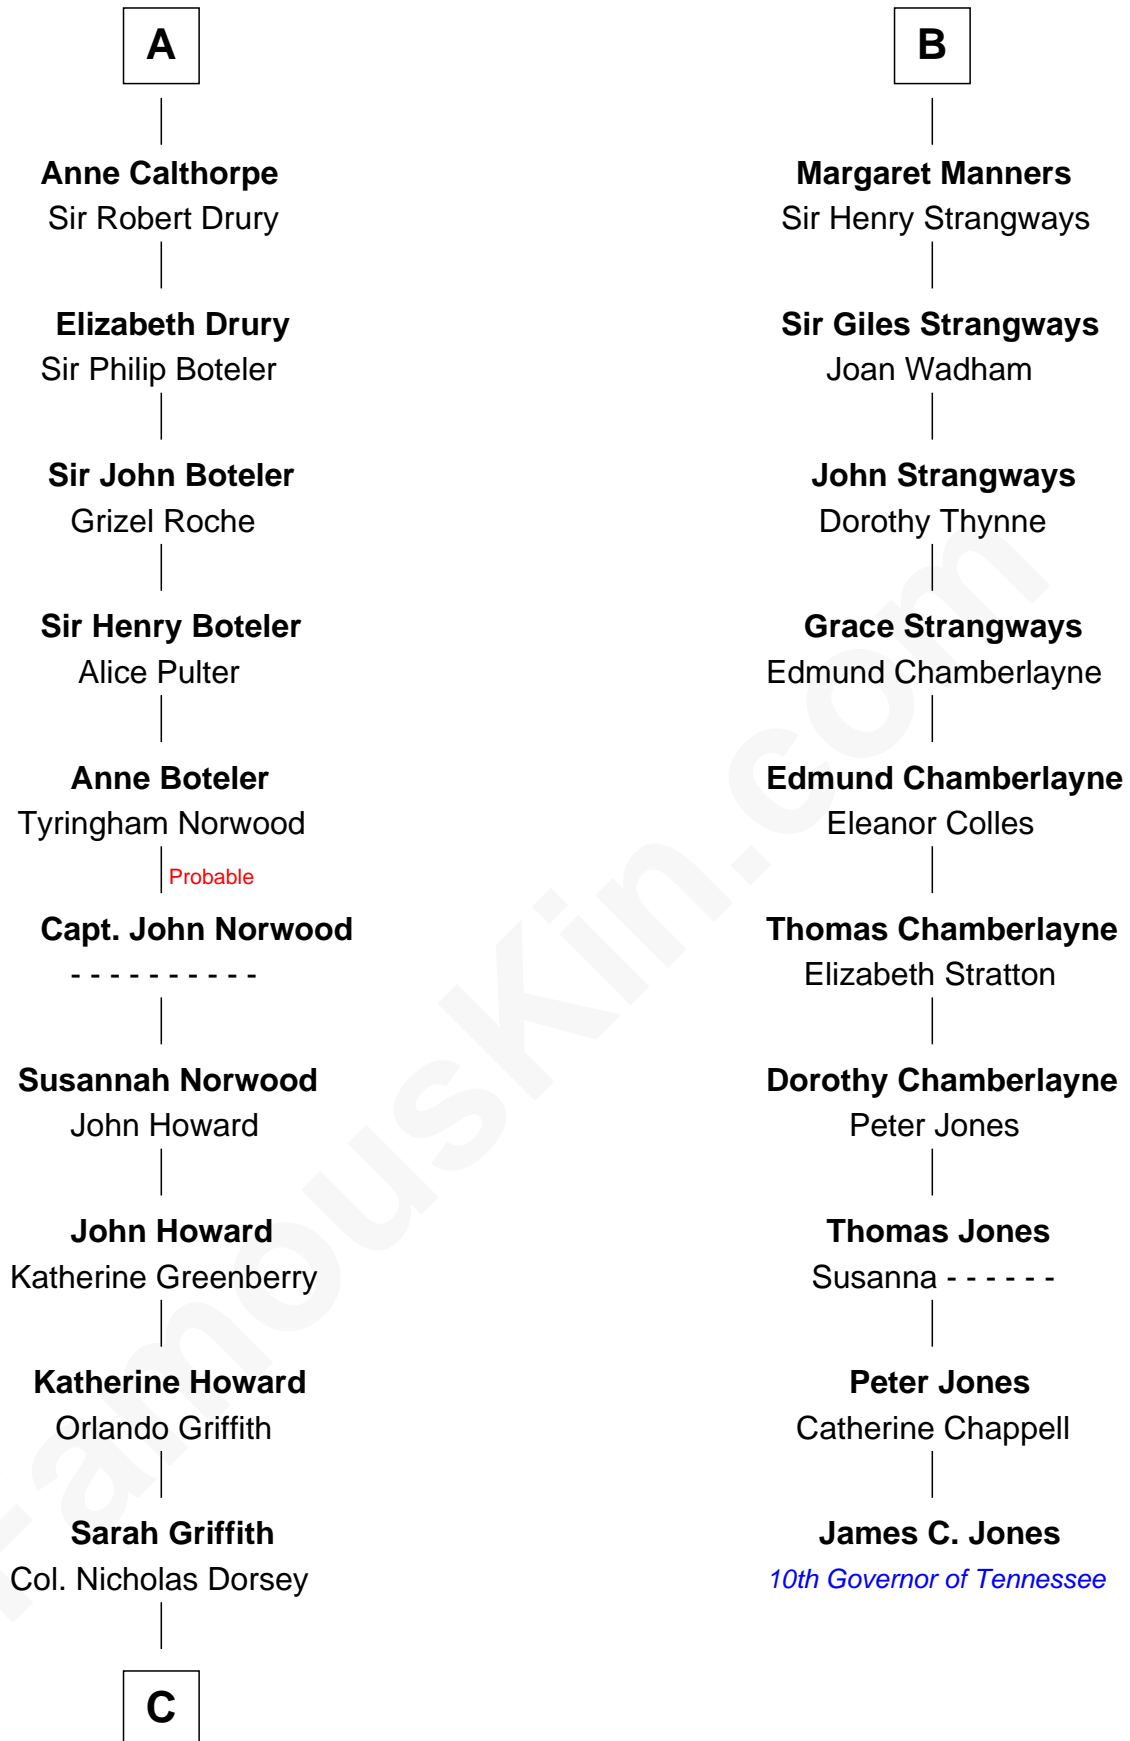 A
Anne Calthorpe
Sir Robert Drury
Elizabeth Drury
Sir Philip Boteler
Sir John Boteler
Grizel Roche
Sir Henry Boteler
Alice Pulter
Anne Boteler
Tyringham Norwood
Probable
Capt. John Norwood
- - - - - - - - - -
Susannah Norwood
John Howard
John Howard
Katherine Greenberry
Katherine Howard
Orlando Griffith
Sarah Griffith
Col. Nicholas Dorsey
C
B
Margaret Manners
Sir Henry Strangways
Sir Giles Strangways
Joan Wadham
John Strangways
Dorothy Thynne
Grace Strangways
Edmund Chamberlayne
Edmund Chamberlayne
Eleanor Colles
Thomas Chamberlayne
Elizabeth Stratton
Dorothy Chamberlayne
Peter Jones
Thomas Jones
Susanna - - - - - -
Peter Jones
Catherine Chappell
James C. Jones
10th Governor of Tennessee
FamousKin.com